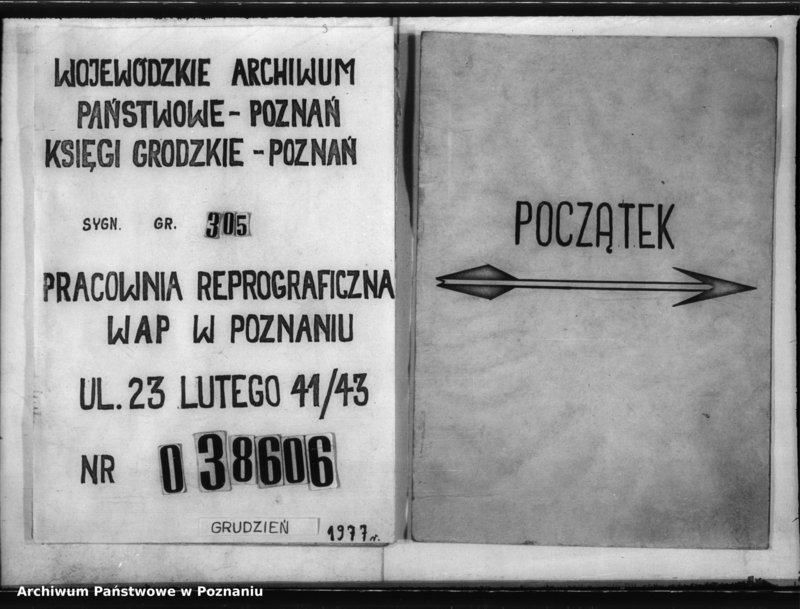 WOJEWÓDZKIE ARCHIWUM
PAŃSTWOWE - POZNAŃ
KSIĘGI GRODZKIE - POZNAŃ
SYGN. GR. 305
PRACOWNIA REPROGRAFICZNA
WAP W POZNANIU
UL. 23 LUTEGO 41/43
NR 038606
GRUDZIEŃ 1977 r.
POCZĄTEK
Archiwum Państwowe w Poznaniu